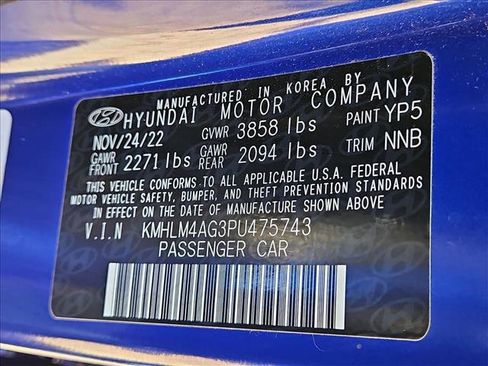 MANUFACTURED IN KOREA BY
HYUNDAI MOTOR COMPANY
NOV/24/22 GVWR 3858 lbs PAINT YP5
GAWR FRONT 2271 lbs GAWR REAR 2094 lbs TRIM NNB
THIS VEHICLE CONFORMS TO ALL APPLICABLE U.S.A. FEDERAL
MOTOR VEHICLE SAFETY, BUMPER, AND THEFT PREVENTION STANDARDS
IN EFFECT ON THE DATE OF MANUFACTURE SHOWN ABOVE
V.I.N KMHLM4AG3PU475743
PASSENGER CAR